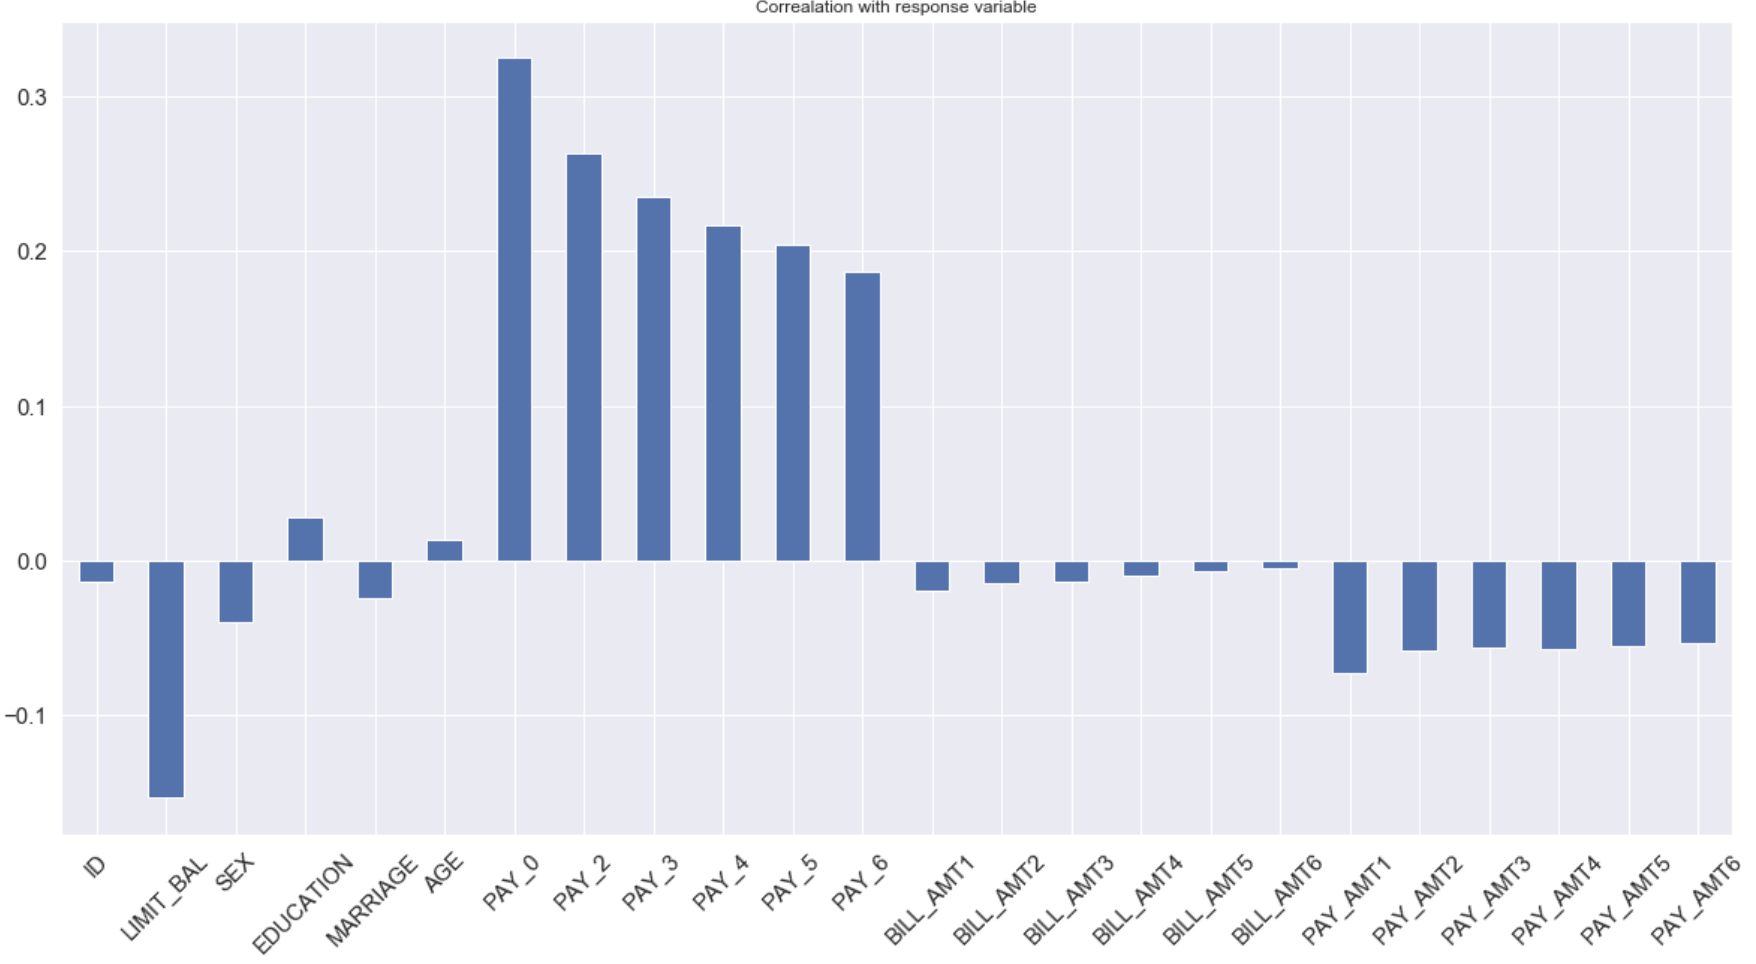 Correalation with response variable
0.3
0.2
0.1
0.0
−0.1
ID
LIMIT_BAL
SEX
EDUCATION
MARRIAGE
AGE
PAY_0
PAY_2
PAY_3
PAY_4
PAY_5
PAY_6
BILL_AMT1
BILL_AMT2
BILL_AMT3
BILL_AMT4
BILL_AMT5
BILL_AMT6
PAY_AMT1
PAY_AMT2
PAY_AMT3
PAY_AMT4
PAY_AMT5
PAY_AMT6